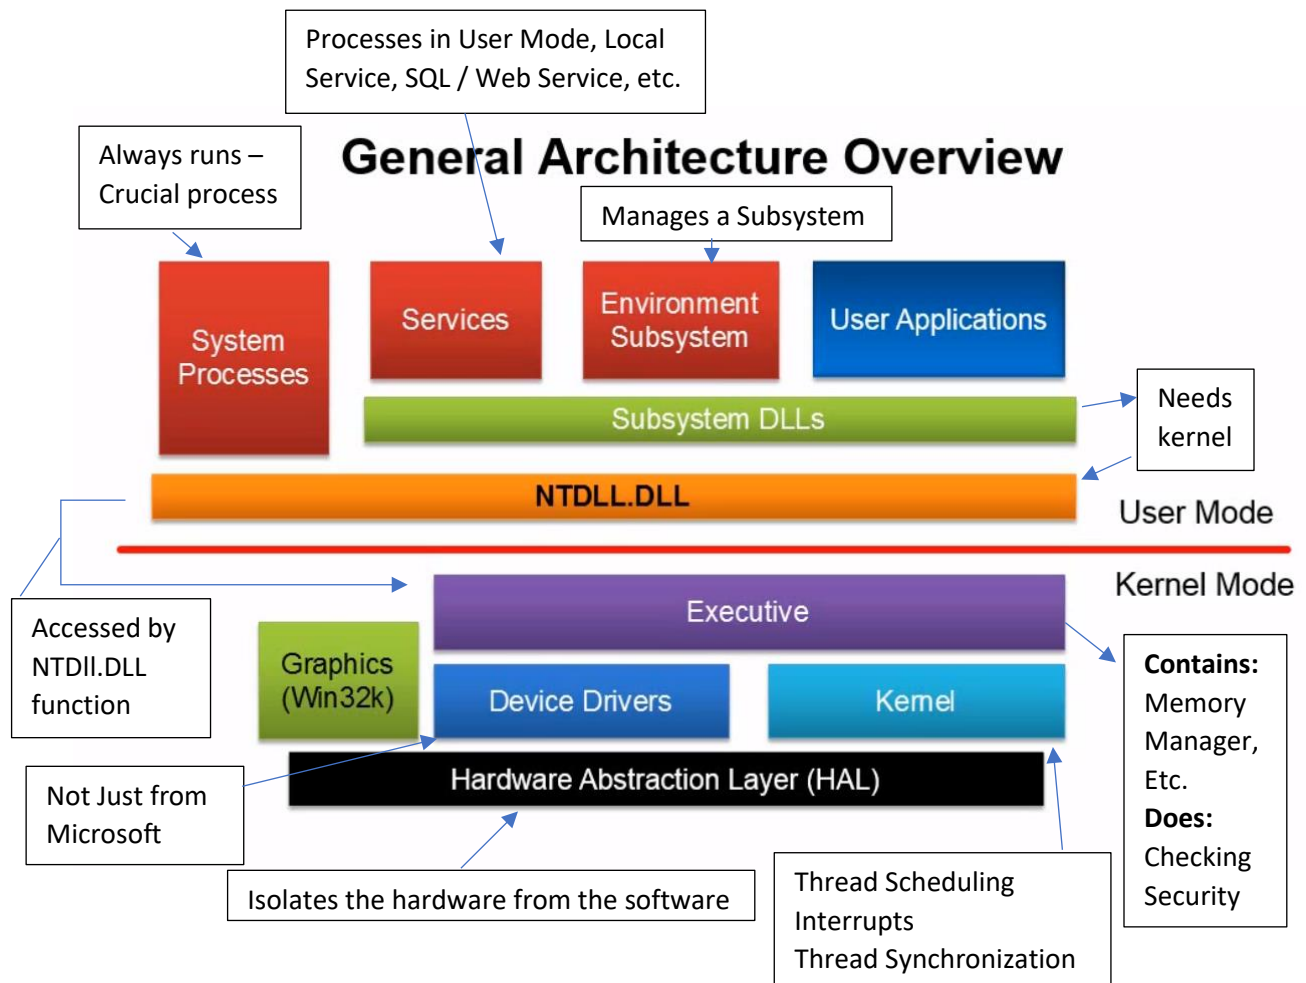 Processes in User Mode, Local
Service, SQL / Web Service, etc.
General Architecture Overview
Always runs –
Crucial process
Manages a Subsystem
System
Processes
Services
Environment
Subsystem
User Applications
Subsystem DLLs
Needs
kernel
NTDLL.DLL
User Mode
Kernel Mode
Executive
Accessed by
NTDll.DLL
function
Graphics
(Win32k)
Device Drivers
Kernel
Contains:
Memory
Manager,
Etc.
Does:
Checking
Security
Hardware Abstraction Layer (HAL)
Not Just from
Microsoft
Isolates the hardware from the software
Thread Scheduling
Interrupts
Thread Synchronization